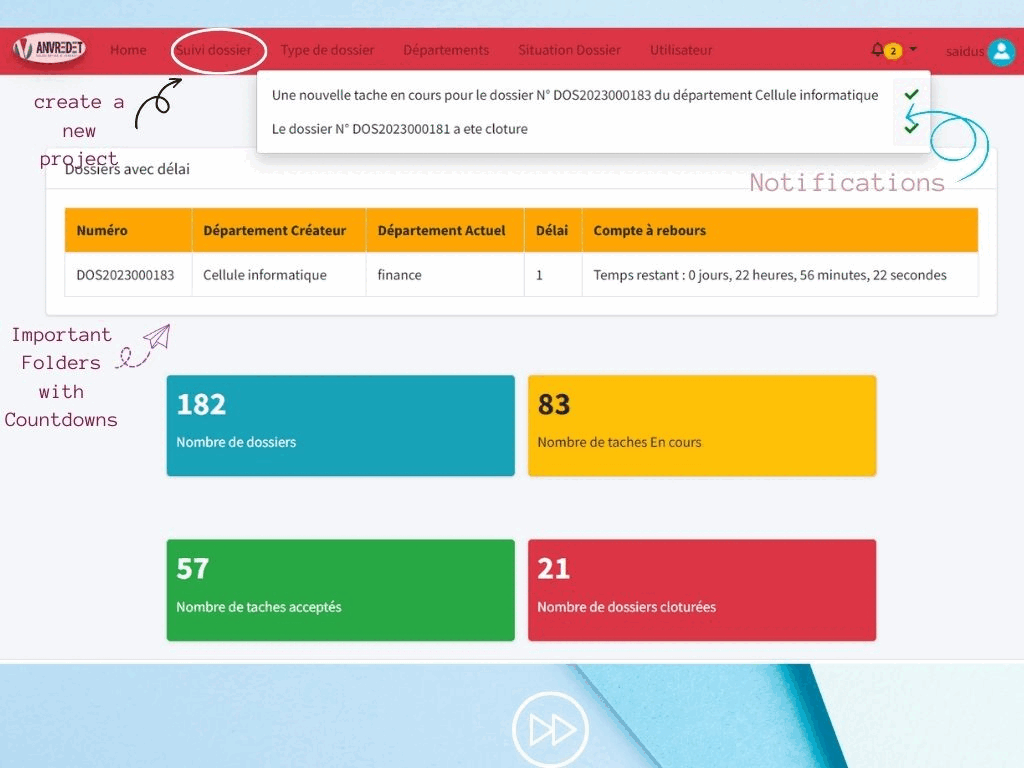 ANVREDET
Home Suivi dossier Type de dossier Départements Situation Dossier Utilisateur 2 saidus
Une nouvelle tache en cours pour le dossier N° DOS2023000183 du département Cellule informatique
Le dossier N° DOS2023000181 a ete cloture
create a
new
project
Notifications
Dossiers avec délai
Numéro Département Créateur Département Actuel Délai Compte à rebours
DOS2023000183 Cellule informatique finance 1 Temps restant : 0 jours, 22 heures, 56 minutes, 22 secondes
Important
Folders
with
Countdowns
182
Nombre de dossiers
83
Nombre de taches En cours
57
Nombre de taches acceptés
21
Nombre de dossiers cloturées